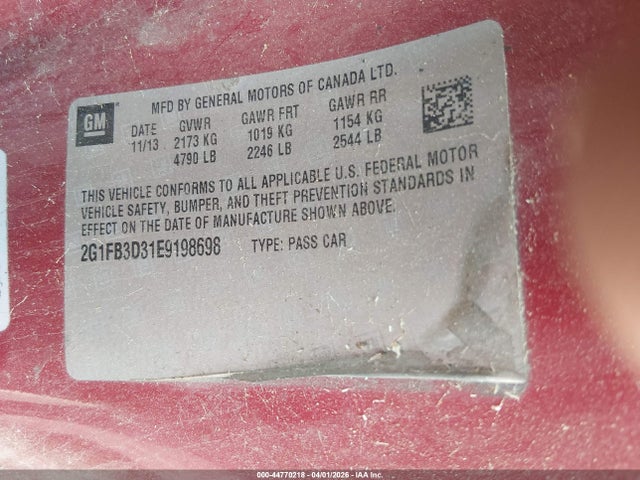 MFD BY GENERAL MOTORS OF CANADA LTD.
GM
DATE GVWR GAWR FRT GAWR RR
11/13 2173 KG 1019 KG 1154 KG
4790 LB 2246 LB 2544 LB
THIS VEHICLE CONFORMS TO ALL APPLICABLE U.S. FEDERAL MOTOR
VEHICLE SAFETY, BUMPER, AND THEFT PREVENTION STANDARDS IN
EFFECT ON THE DATE OF MANUFACTURE SHOWN ABOVE.
2G1FB3D31E9198698 TYPE: PASS CAR
000-44770218 - 04/01/2026 - IAA Inc.